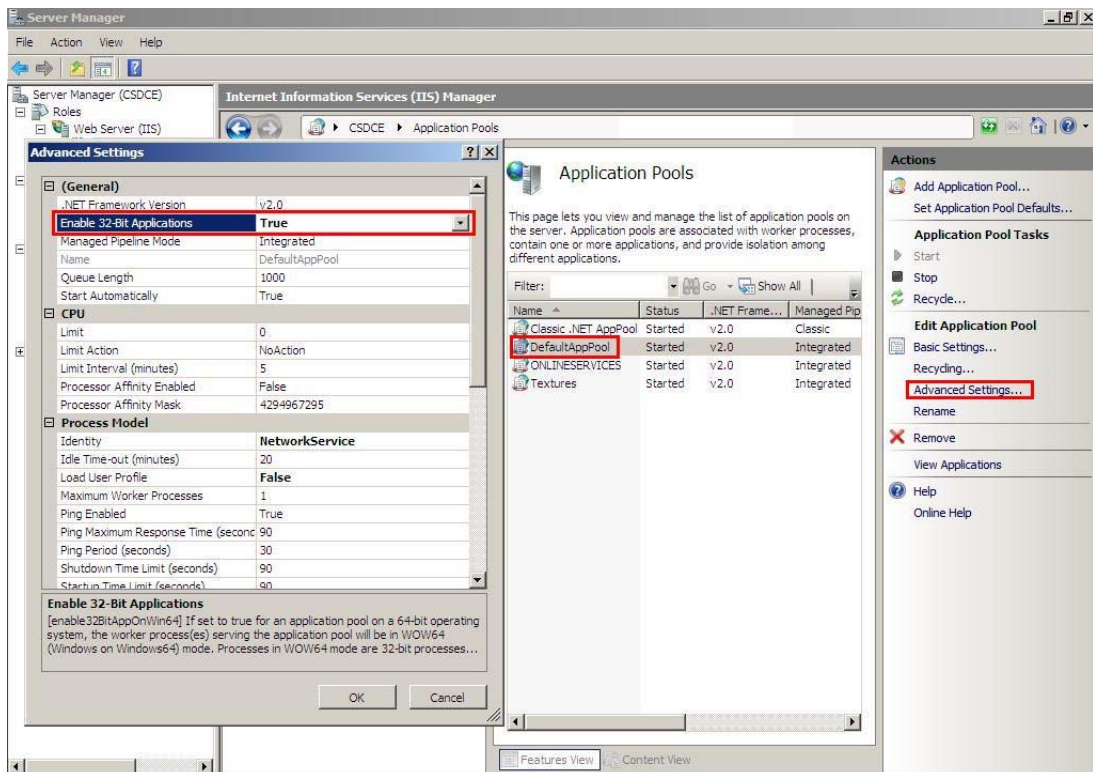 Server Manager
File Action View Help
Server Manager (CSDCE)
Roles
Web Server (IIS)
Internet Information Services (IIS) Manager
CSDCE Application Pools
Advanced Settings
(General)
.NET Framework Version v2.0
Enable 32-Bit Applications True
Managed Pipeline Mode Integrated
Name DefaultAppPool
Queue Length 1000
Start Automatically True
CPU
Limit 0
Limit Action NoAction
Limit Interval (minutes) 5
Processor Affinity Enabled False
Processor Affinity Mask 4294967295
Process Model
Identity NetworkService
Idle Time-out (minutes) 20
Load User Profile False
Maximum Worker Processes 1
Ping Enabled True
Ping Maximum Response Time (second 90
Ping Period (seconds) 30
Shutdown Time Limit (seconds) 90
Startup Time Limit (seconds) 90
Enable 32-Bit Applications
[enable32BitAppOnWin64] If set to true for an application pool on a 64-bit operating
system, the worker process(es) serving the application pool will be in WOW64
(Windows on Windows64) mode. Processes in WOW64 mode are 32-bit processes...
OK Cancel
Application Pools
This page lets you view and manage the list of application pools on
the server. Application pools are associated with worker processes,
contain one or more applications, and provide isolation among
different applications.
Filter: Go Show All
Name Status .NET Frame... Managed Pip
Classic .NET AppPool Started v2.0 Classic
DefaultAppPool Started v2.0 Integrated
ONLINESERVICES Started v2.0 Integrated
Textures Started v2.0 Integrated
Features View Content View
Actions
Add Application Pool...
Set Application Pool Defaults...
Application Pool Tasks
Start
Stop
Recycle...
Edit Application Pool
Basic Settings...
Recycling...
Advanced Settings...
Rename
Remove
View Applications
Help
Online Help